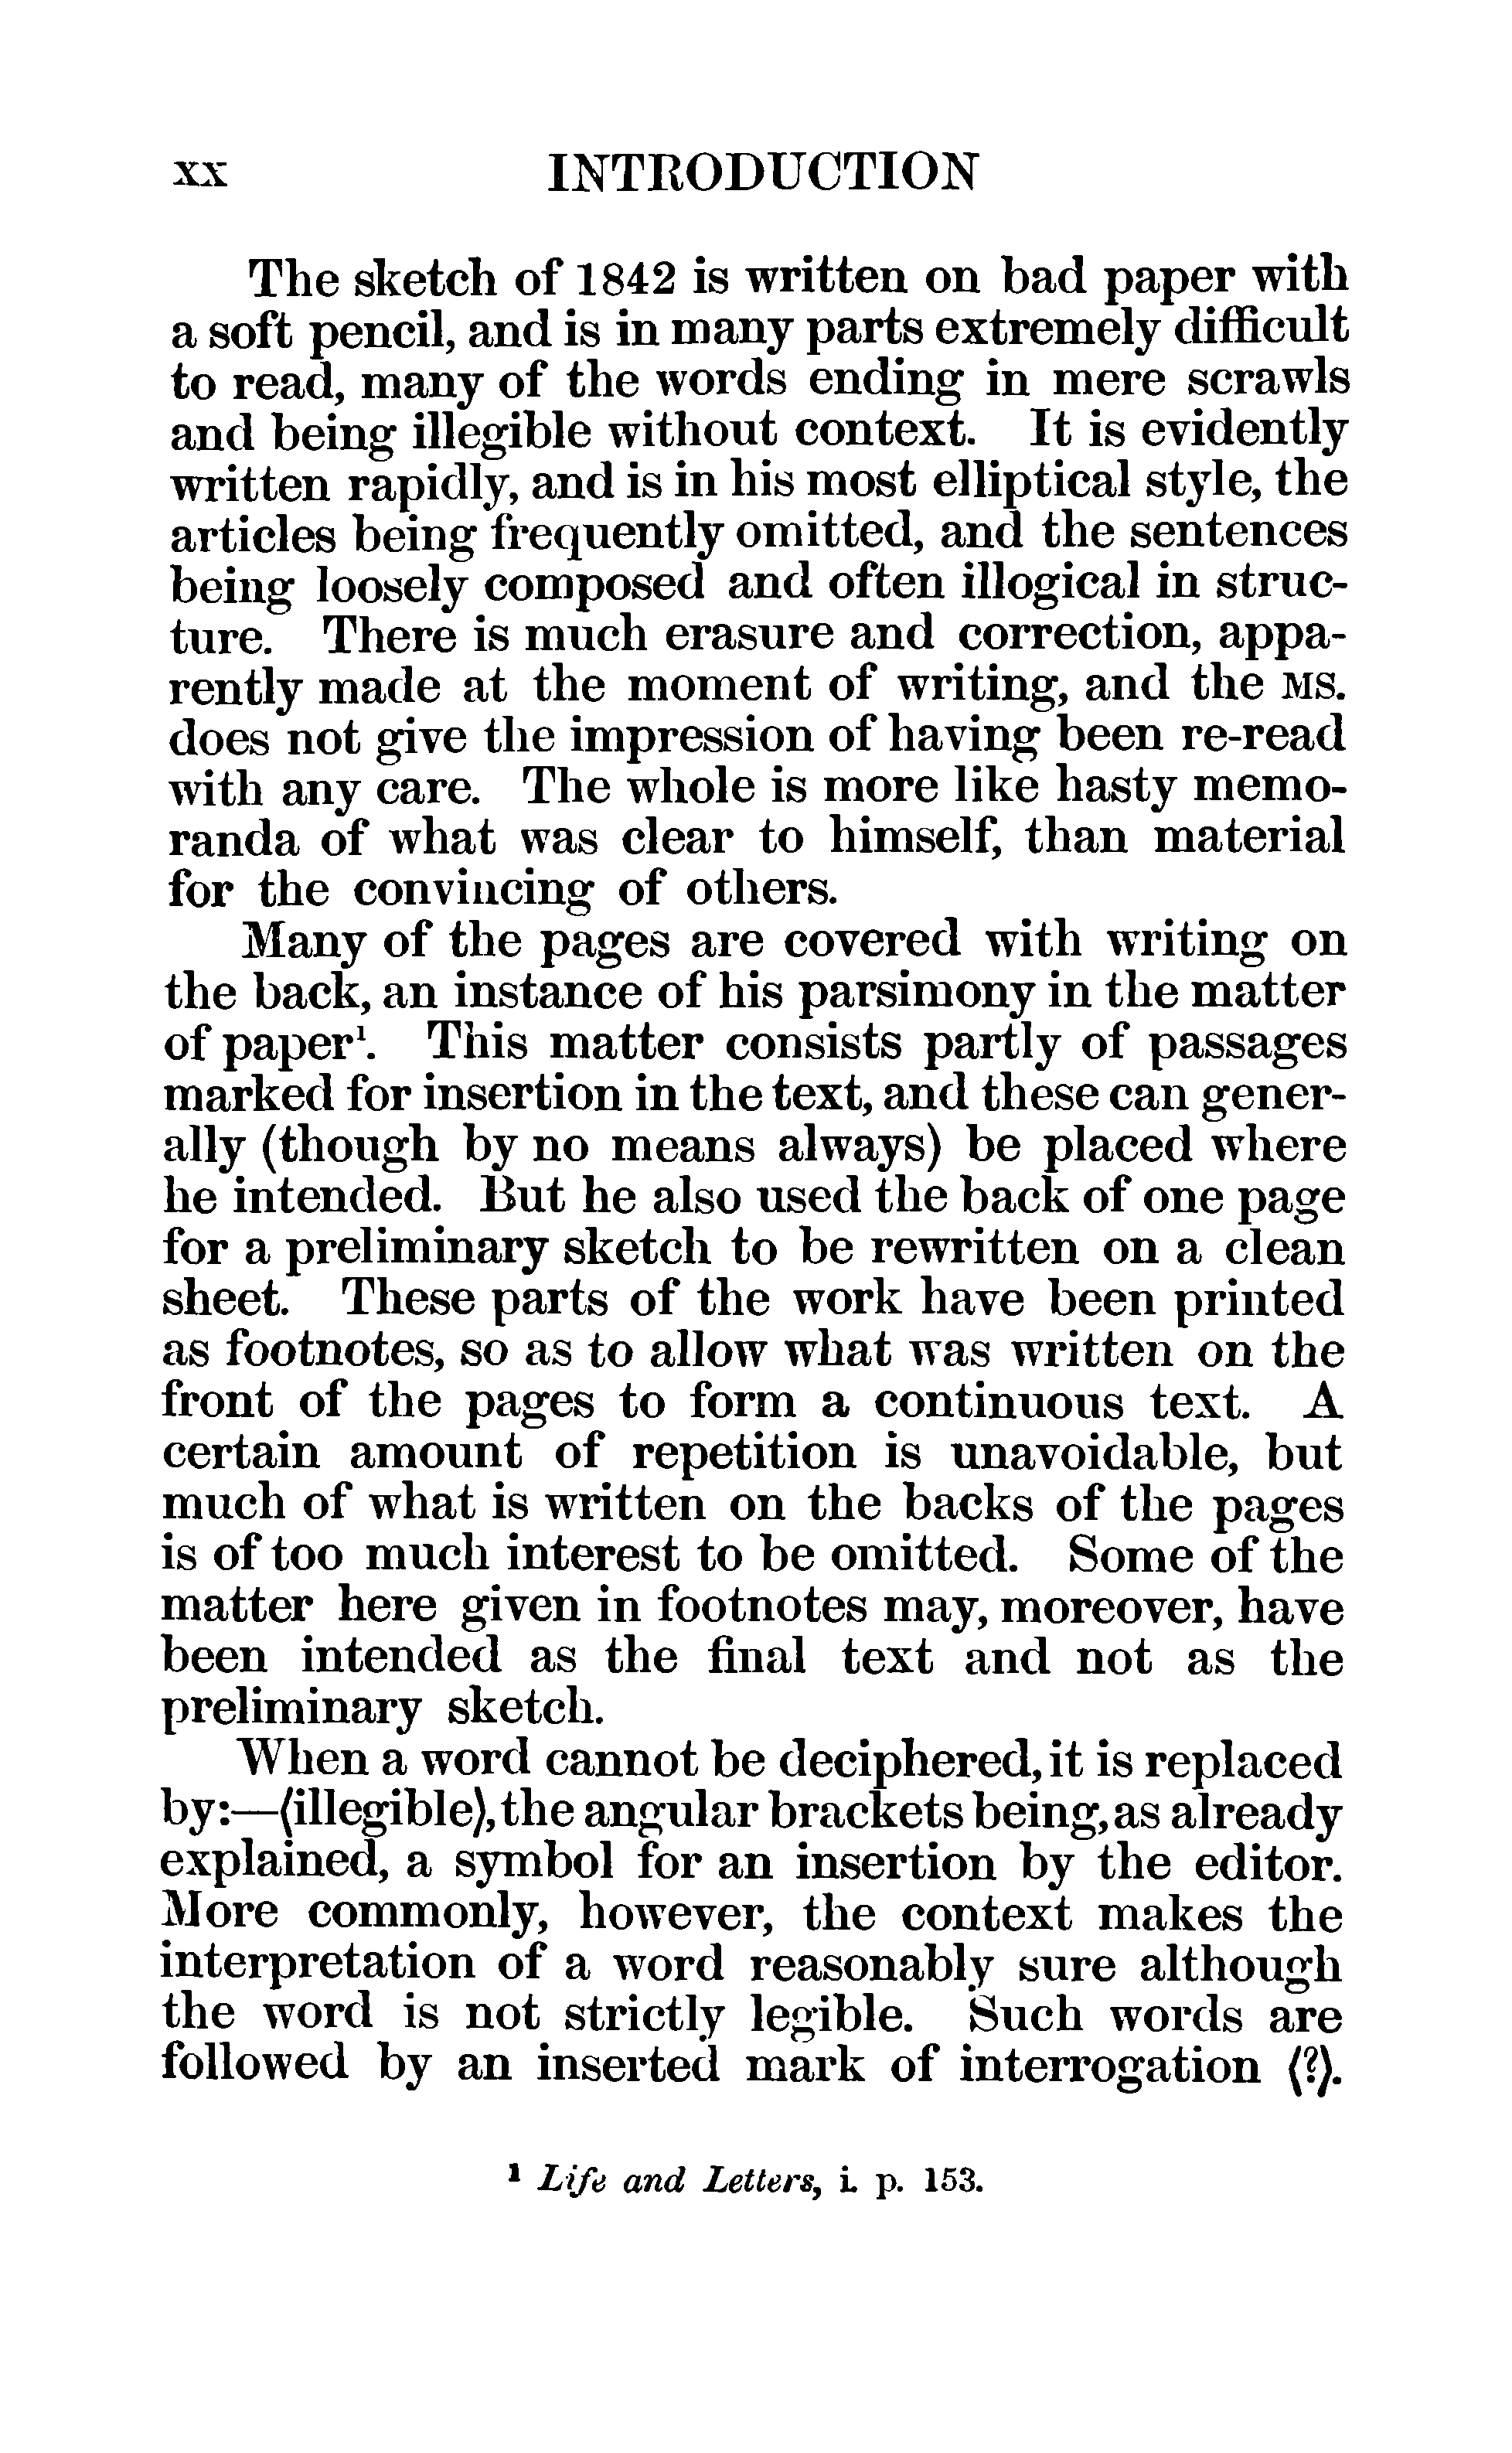 xx INTRODUCTION
The sketch of 1842 is written on bad paper with
a soft pencil, and is in many parts extremely difficult
to read, many of the words ending in mere scrawls
and being illegible without context. It is evidently
written rapidly, and is in his most elliptical style, the
articles being frequently omitted, and the sentences
being loosely composed and often illogical in struc-
ture. There is much erasure and correction, appa-
rently made at the moment of writing, and the MS.
does not give the impression of having been re-read
with any care. The whole is more like hasty memo-
randa of what was clear to himself, than material
for the convincing of others.
Many of the pages are covered with writing on
the back, an instance of his parsimony in the matter
of paper¹. This matter consists partly of passages
marked for insertion in the text, and these can gener-
ally (though by no means always) be placed where
he intended. But he also used the back of one page
for a preliminary sketch to be rewritten on a clean
sheet. These parts of the work have been printed
as footnotes, so as to allow what was written on the
front of the pages to form a continuous text. A
certain amount of repetition is unavoidable, but
much of what is written on the backs of the pages
is of too much interest to be omitted. Some of the
matter here given in footnotes may, moreover, have
been intended as the final text and not as the
preliminary sketch.
When a word cannot be deciphered, it is replaced
by:—⟨illegible⟩, the angular brackets being, as already
explained, a symbol for an insertion by the editor.
More commonly, however, the context makes the
interpretation of a word reasonably sure although
the word is not strictly legible. Such words are
followed by an inserted mark of interrogation ⟨?⟩.
¹ Life and Letters, i. p. 153.